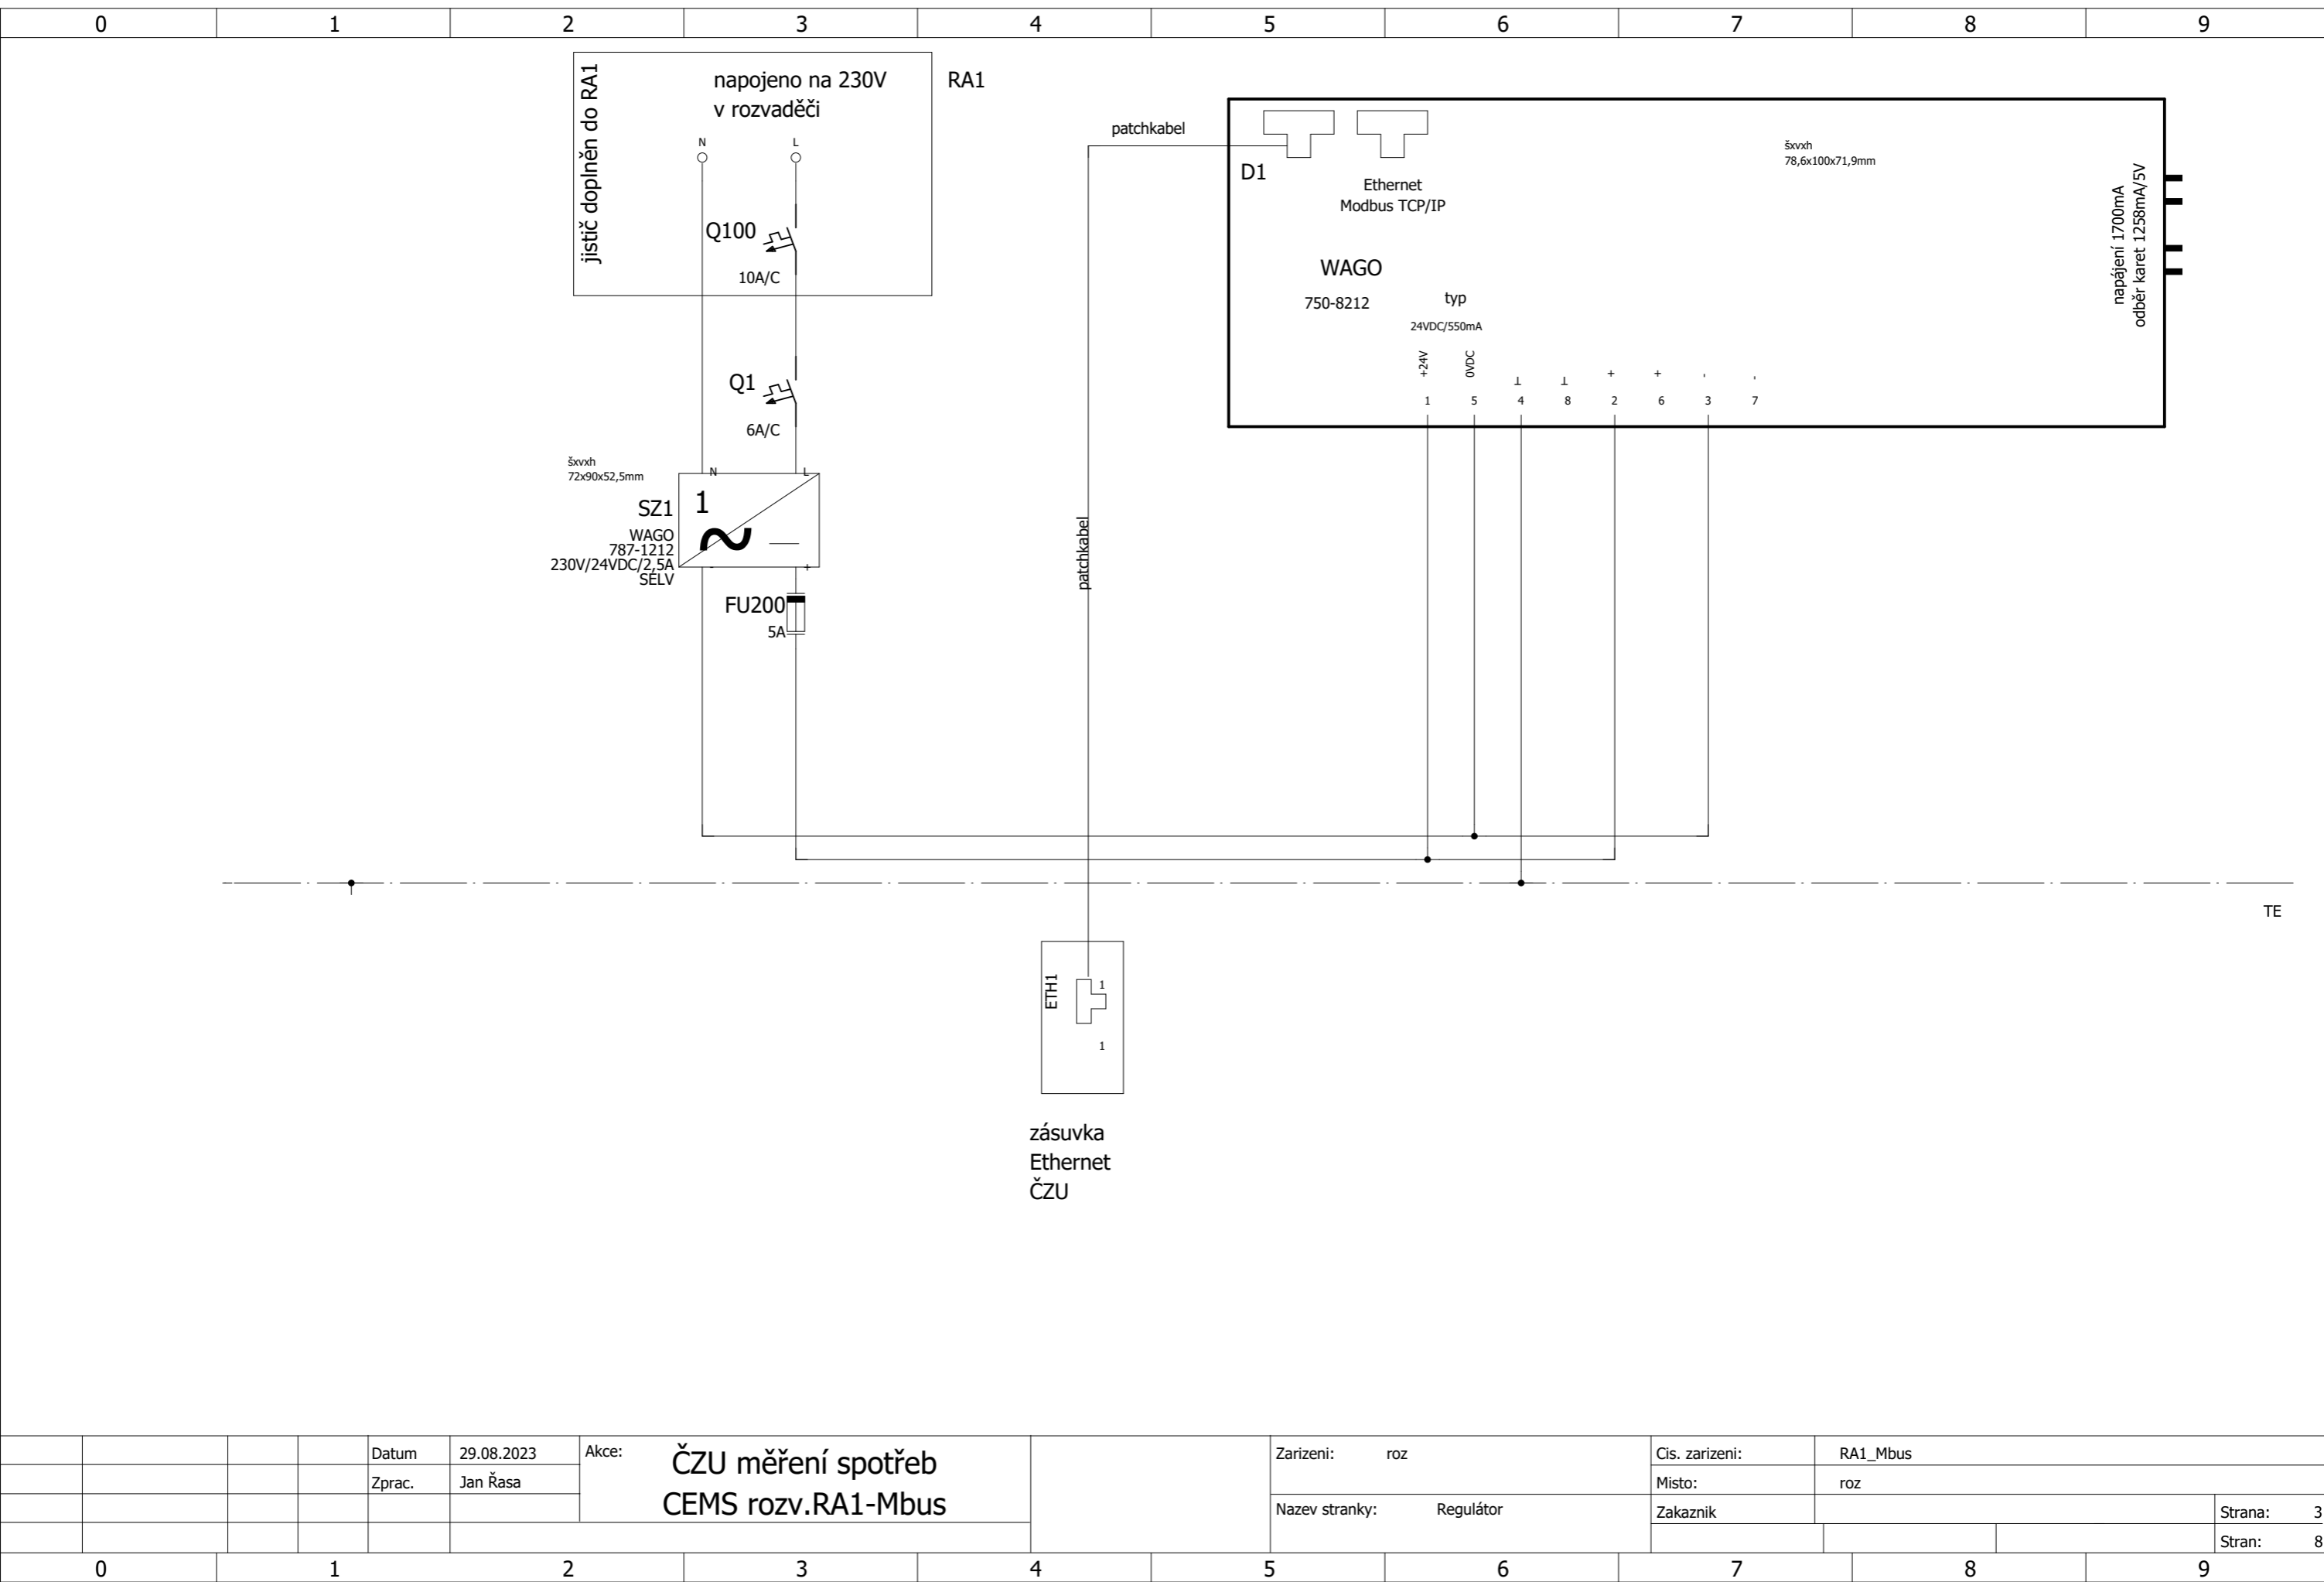 0 1 2 3 4 5 6 7 8 9
jistič doplněn do RA1
napojeno na 230V
v rozvaděči
RA1
N L
Q100
10A/C
Q1
6A/C
šxvxh
72x90x52,5mm
N L
SZ1
1
WAGO
787-1212
230V/24VDC/2,5A
SELV
- +
FU200
5A
patchkabel
patchkabel
D1
Ethernet
Modbus TCP/IP
šxvxh
78,6x100x71,9mm
WAGO
750-8212
typ
24VDC/550mA
+24V 0VDC ⊥ ⊥ + + - -
1 5 4 8 2 6 3 7
napájení 1700mA
odběr karet 1258mA/5V
TE
ETH1
1
1
zásuvka
Ethernet
ČZU
Datum 29.08.2023
Zprac. Jan Řasa
Akce:
ČZU měření spotřeb
CEMS rozv.RA1-Mbus
Zarizeni: roz
Nazev stranky: Regulátor
Cis. zarizeni: RA1_Mbus
Misto: roz
Zakaznik
Strana: 3
Stran: 8
0 1 2 3 4 5 6 7 8 9